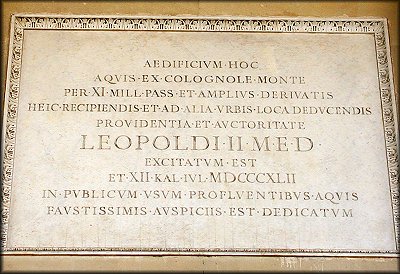 AEDIFICIVM·HOC
AQVIS·EX·COLOGNOLE·MONTE
PER·XI·MILL·PASS·ET·AMPLIVS·DERIVATIS
HEIC·RECIPIENDIS·ET·AD·ALIA·VRBIS·LOCA·DEDVCENDIS
PROVIDENTIA·ET·AVCTORITATE
LEOPOLDI·II·M·E·D·
EXCITATVM·EST
ET·XII·KAL·IVL·MDCCCXLII
IN·PVBLICVM·VSVM·PROFLVENTIBVS·AQVIS
FAVSTISSIMIS·AVSPICIIS·EST·DEDICATVM